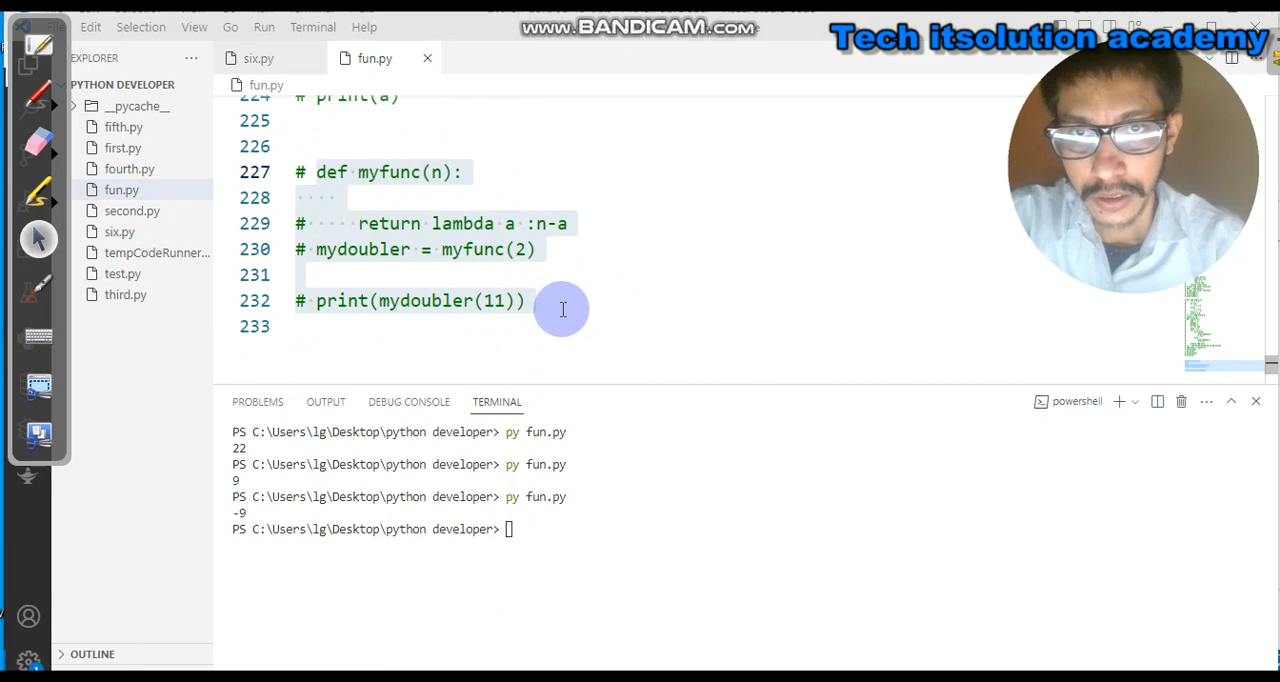 File Edit Selection View Go Run Terminal Help
www.BANDICAM.com
Tech itsolution academy
EXPLORER ···
six.py
fun.py
PYTHON DEVELOPER
fun.py
__pycache__
fifth.py
first.py
fourth.py
fun.py
second.py
six.py
tempCodeRunner...
test.py
third.py
OUTLINE
224 # print(a)
225
226
227 # def myfunc(n):
228
229 #     return lambda a :n-a
230 # mydoubler = myfunc(2)
231
232 # print(mydoubler(11))
233
PROBLEMS OUTPUT DEBUG CONSOLE TERMINAL
powershell
PS C:\Users\lg\Desktop\python developer> py fun.py
22
PS C:\Users\lg\Desktop\python developer> py fun.py
9
PS C:\Users\lg\Desktop\python developer> py fun.py
-9
PS C:\Users\lg\Desktop\python developer>